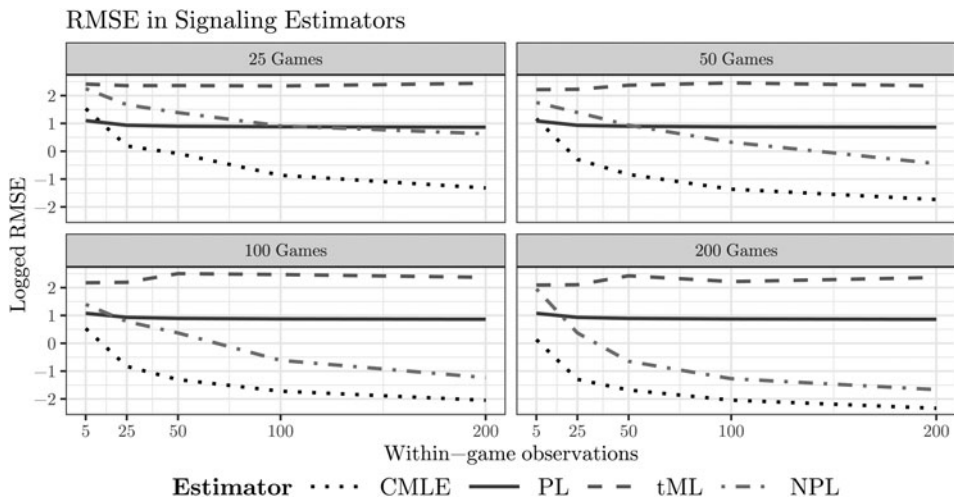 RMSE in Signaling Estimators
25 Games
50 Games
2
1
0
−1
−2
100 Games
200 Games
2
1
0
−1
−2
Logged RMSE
5 25 50 100 200
5 25 50 100 200
Within−game observations
Estimator CMLE PL tML NPL